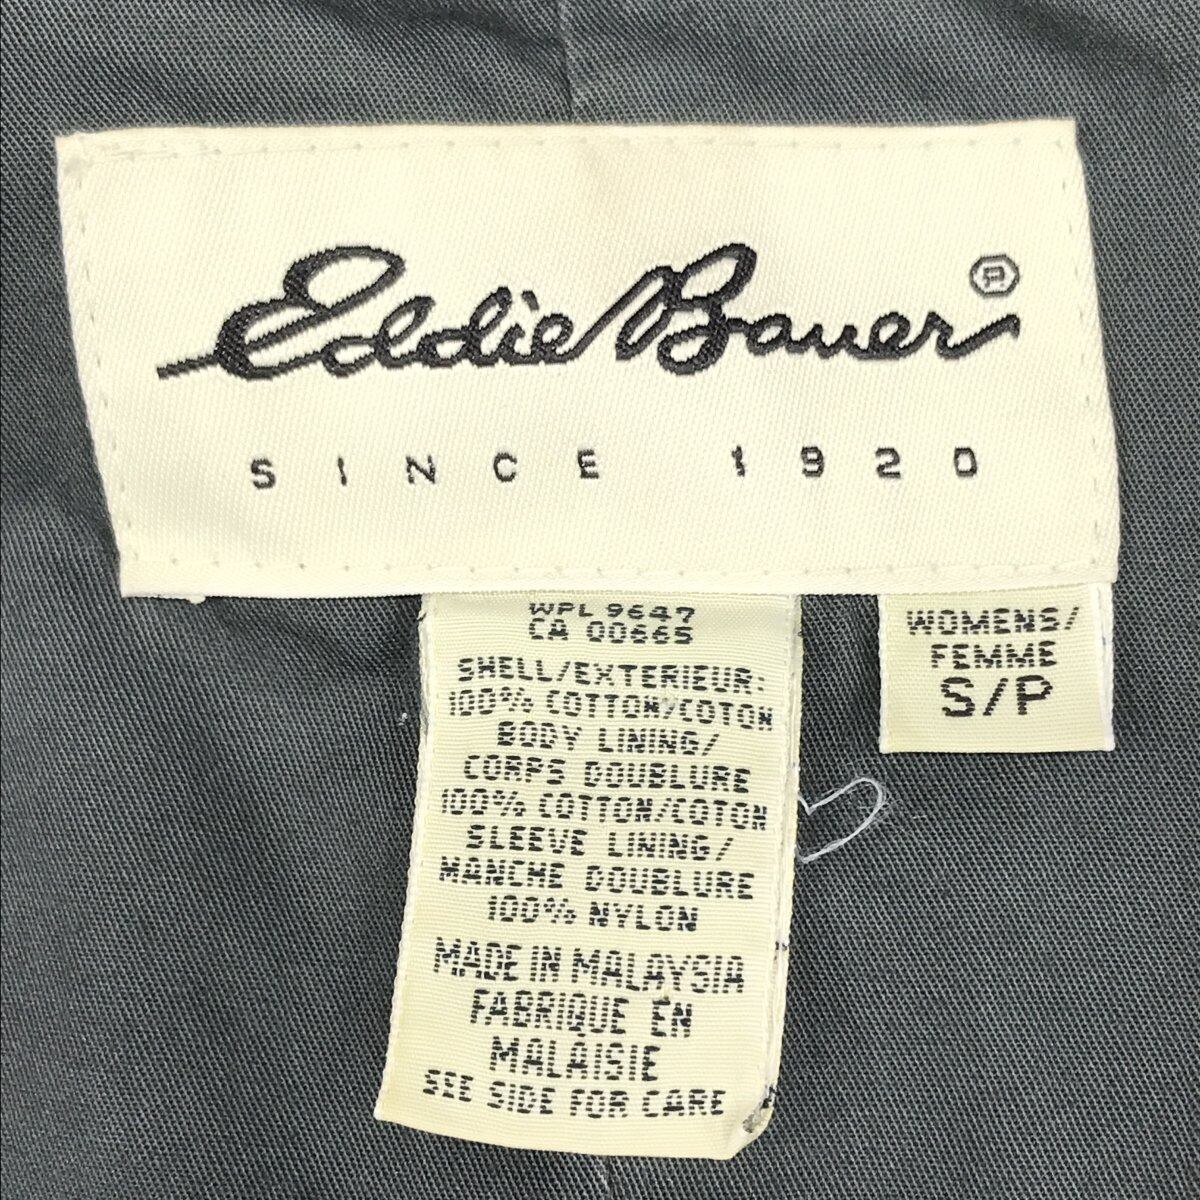 Eddie Bauer®
SINCE 1920
WPL 9647
CA 00665
SHELL/EXTERIEUR:
100% COTTON/COTON
BODY LINING/
CORPS DOUBLURE
100% COTTON/COTON
SLEEVE LINING/
MANCHE DOUBLURE
100% NYLON
MADE IN MALAYSIA
FABRIQUE EN
MALAISIE
SEE SIDE FOR CARE
WOMENS/
FEMME
S/P